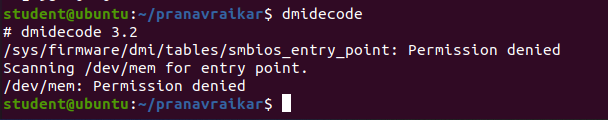 student@ubuntu:~/pranavraikar$ dmidecode
# dmidecode 3.2
/sys/firmware/dmi/tables/smbios_entry_point: Permission denied
Scanning /dev/mem for entry point.
/dev/mem: Permission denied
student@ubuntu:~/pranavraikar$